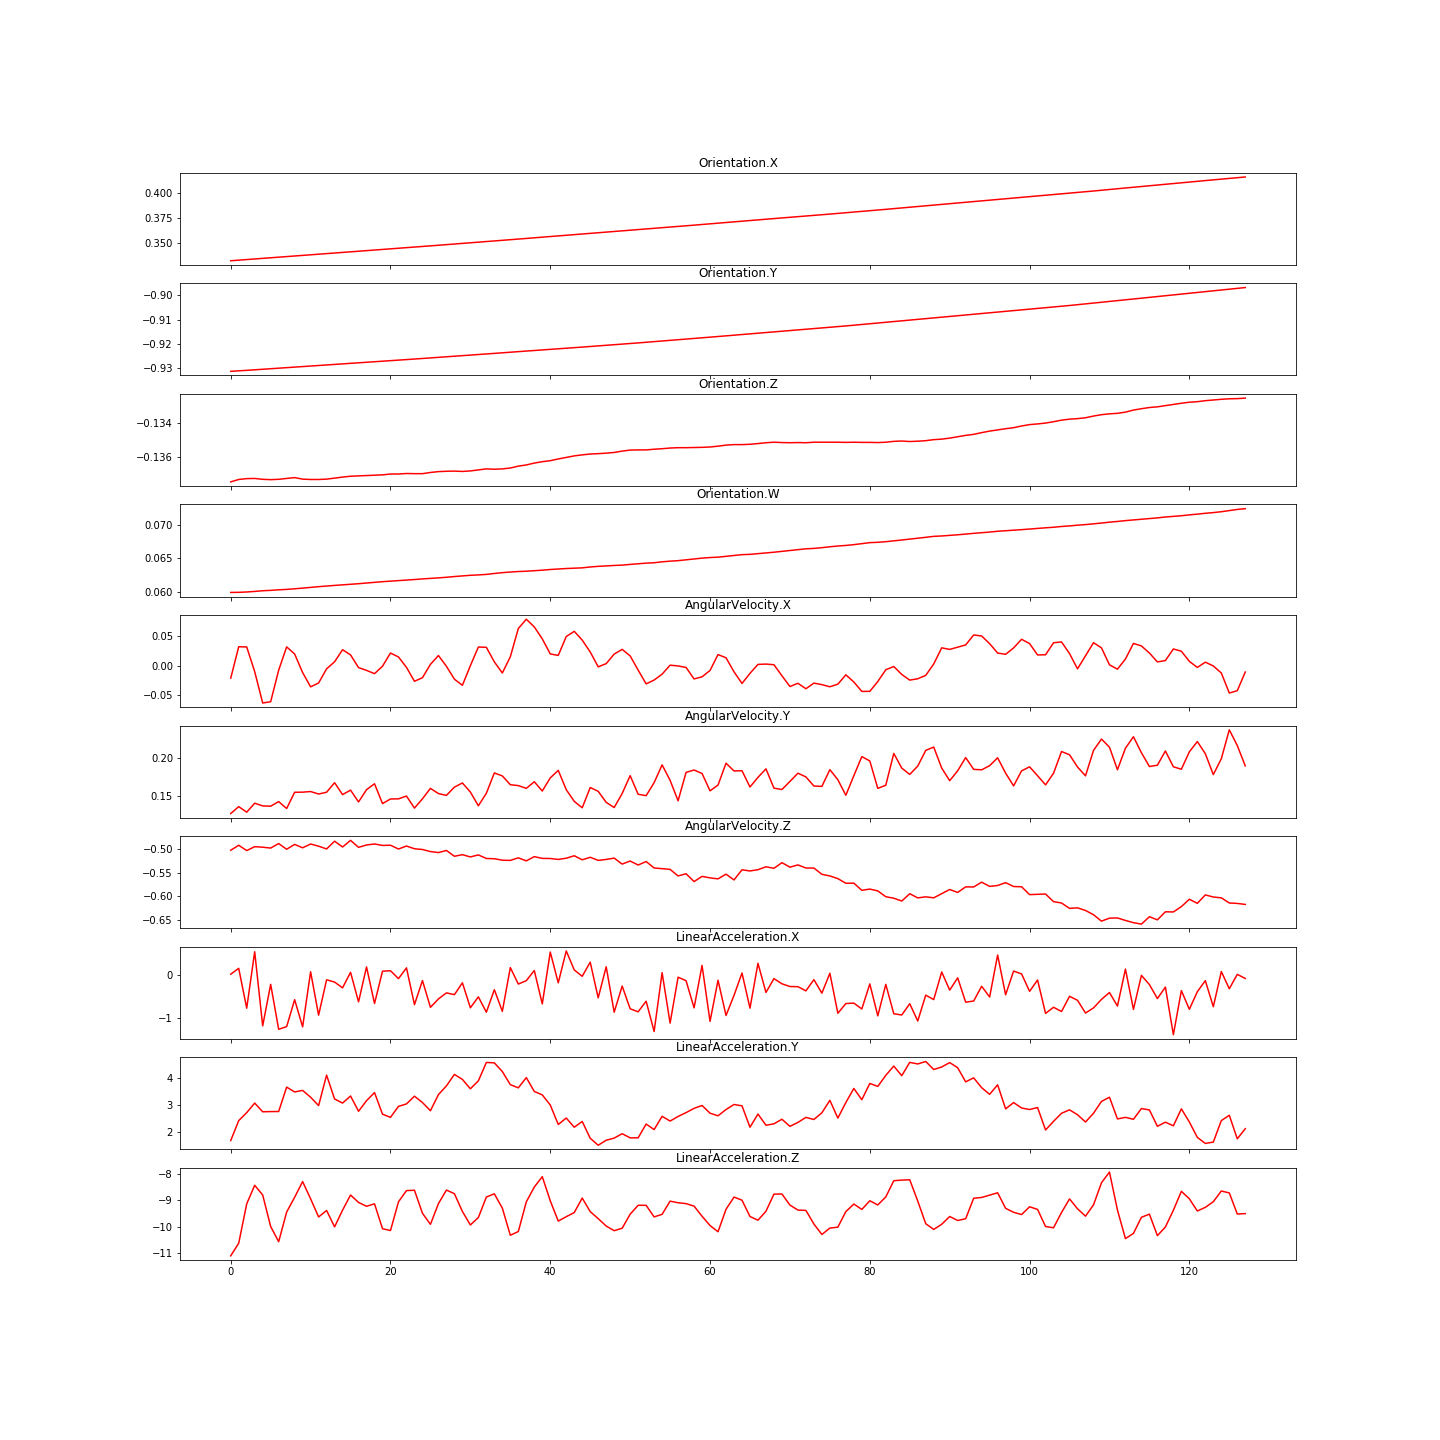 Orientation.X
0.400
0.375
0.350
Orientation.Y
−0.90
−0.91
−0.92
−0.93
Orientation.Z
−0.134
−0.136
Orientation.W
0.070
0.065
0.060
AngularVelocity.X
0.05
0.00
−0.05
AngularVelocity.Y
0.20
0.15
AngularVelocity.Z
−0.50
−0.55
−0.60
−0.65
LinearAcceleration.X
0
−1
LinearAcceleration.Y
4
3
2
LinearAcceleration.Z
−8
−9
−10
−11
0 20 40 60 80 100 120